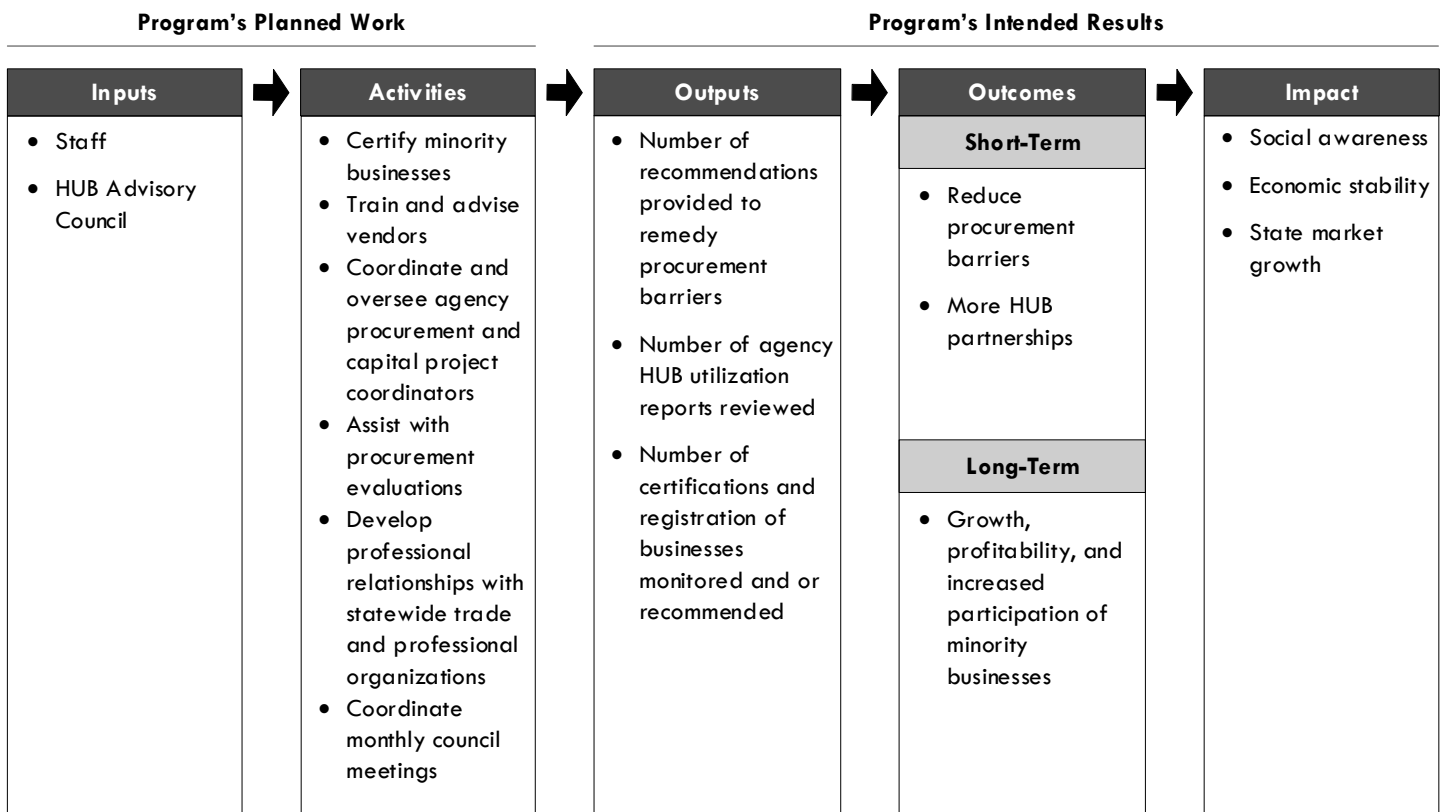 Program's Planned Work
Program's Intended Results
Inputs
• Staff
• HUB Advisory
Council
Activities
• Certify minority
businesses
• Train and advise
vendors
• Coordinate and
oversee agency
procurement and
capital project
coordinators
• Assist with
procurement
evaluations
• Develop
professional
relationships with
statewide trade
and professional
organizations
• Coordinate
monthly council
meetings
Outputs
• Number of
recommendations
provided to
remedy
procurement
barriers
• Number of agency
HUB utilization
reports reviewed
• Number of
certifications and
registration of
businesses
monitored and or
recommended
Outcomes
Short-Term
• Reduce
procurement
barriers
• More HUB
partnerships
Long-Term
• Growth,
profitability, and
increased
participation of
minority
businesses
Impact
• Social awareness
• Economic stability
• State market
growth